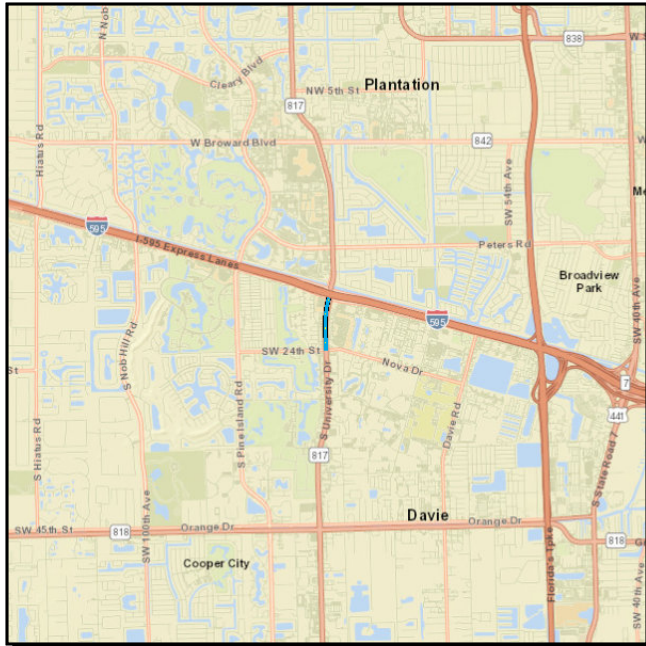 N Nob
838
W S
Cleary Blvd
Plantation
NW 5th St
817
Hiatus Rd
W Broward Blvd
842
W
SW 54th Ave
Me
595
I-595 Express Lanes
Peters Rd
Broadview
Park
SW 40th Ave
595
S Nob Hill Rd
SW 24th St
Nova Dr
St
7
S University Dr
S Pine Island Rd
Davie Rd
441
S Hiatus Rd
817
S State Road 7
SW 45th St
818
Orange Dr
Davie
Orange Dr
818
Gr
SW 100th Ave
Cooper City
Florida's Tpke
SW 40th Ave